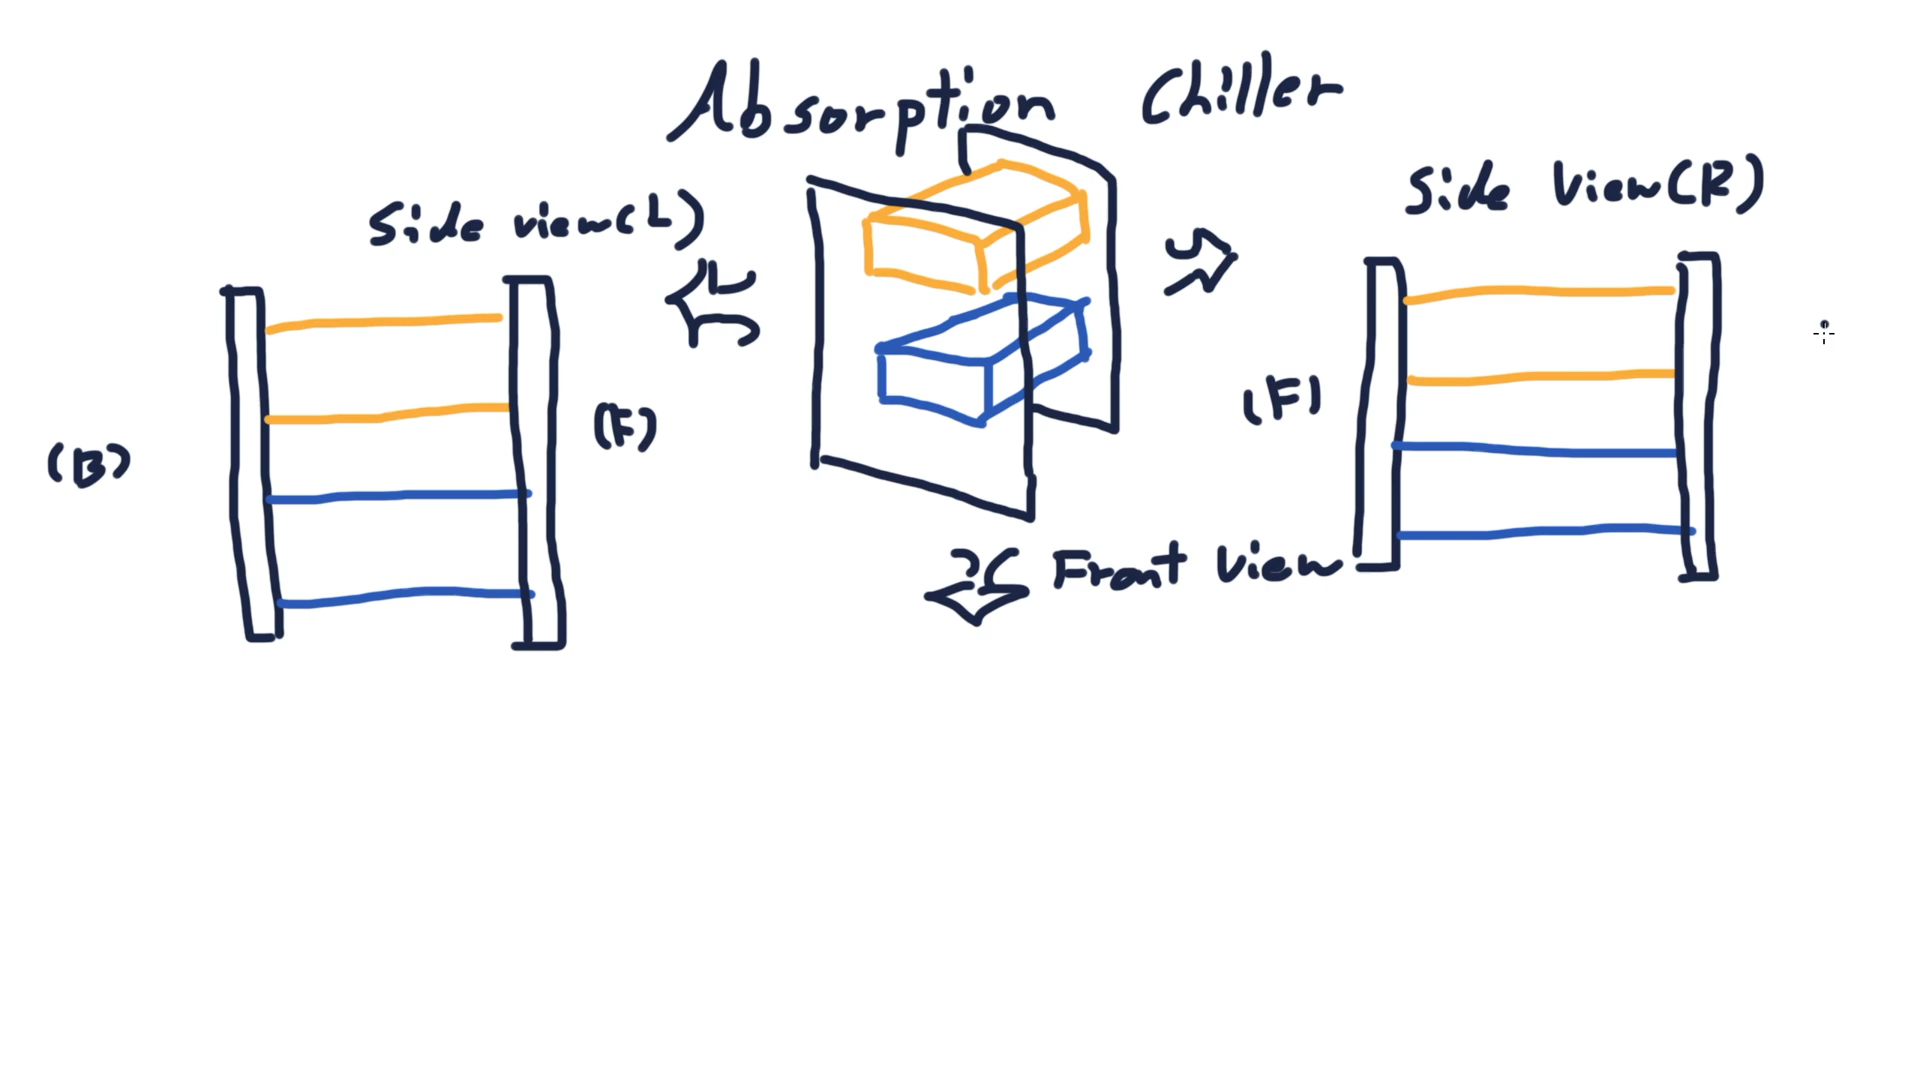 Absorption Chiller
Side view(L)
Side View(R)
(B)
(F)
(F)
Front View